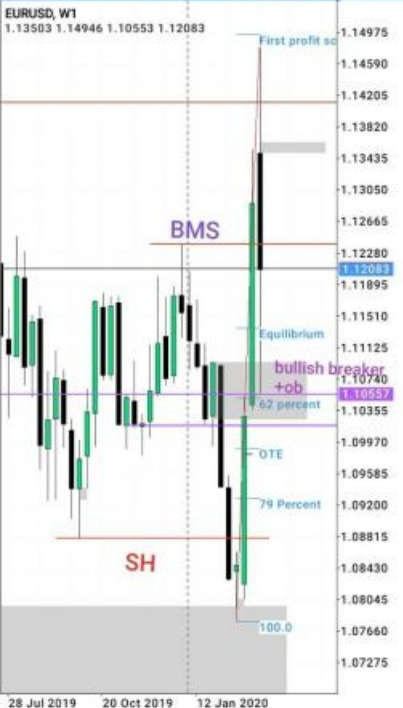 EURUSD, W1
1.13503 1.14946 1.10553 1.12083
First profit sc
1.14975
1.14590
1.14205
1.13820
1.13435
1.13050
1.12665
BMS
1.12280
1.12083
1.11895
1.11510
Equilibrium
1.11125
bullish breaker
1.10740
+ob
1.10557
62 percent
1.10355
1.09970
OTE
1.09585
79 Percent
1.09200
1.08815
SH
1.08430
1.08045
100.0
1.07660
1.07275
28 Jul 2019
20 Oct 2019
12 Jan 2020